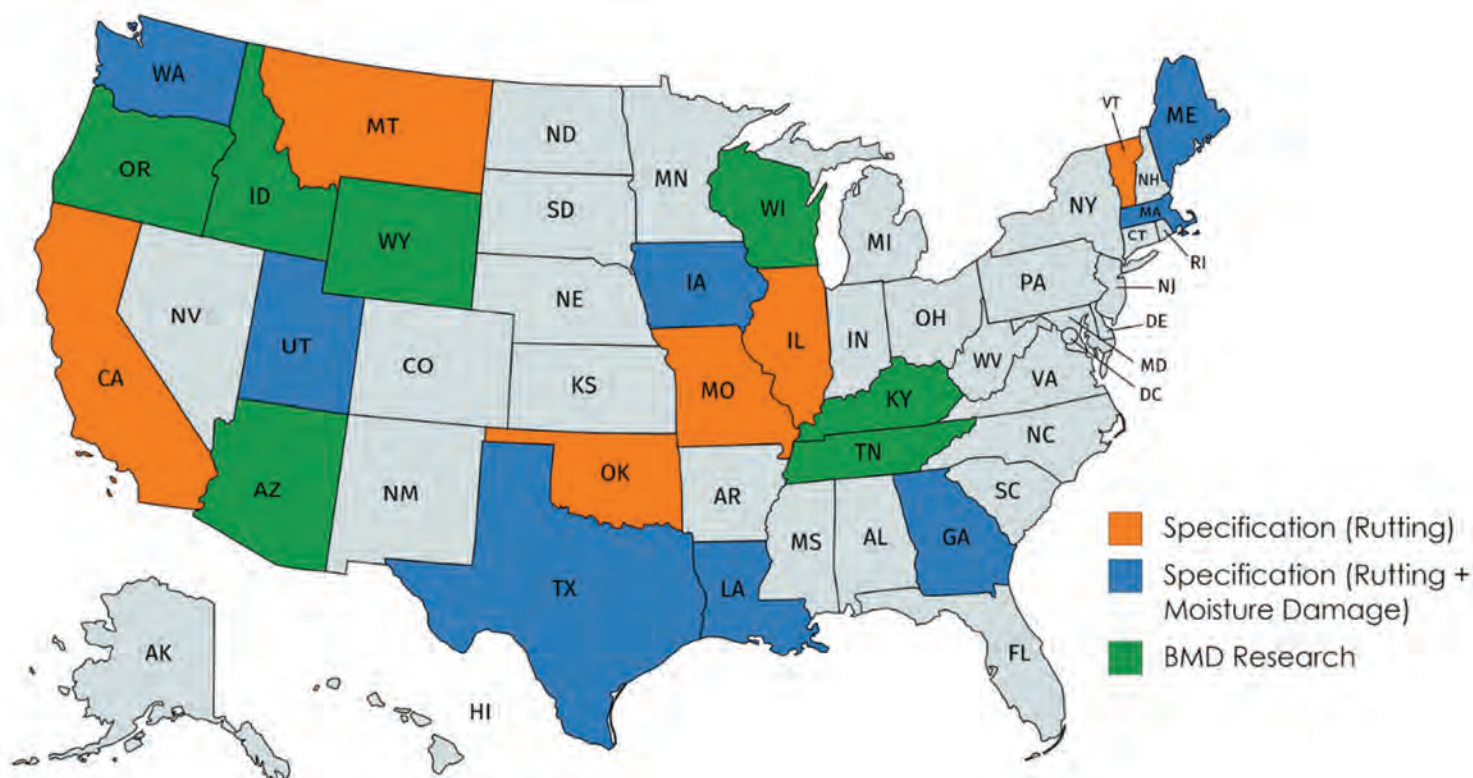 WA
MT
ND
MN
VT
ME
OR
ID
SD
WI
NY
NH
MA
WY
MI
CT
RI
IA
NE
PA
NJ
NV
UT
CO
IL
IN
OH
DE
CA
KS
MO
WV
VA
MD
DC
KY
NC
AZ
NM
OK
AR
TN
SC
MS
AL
GA
TX
LA
FL
AK
HI
Specification (Rutting)
Specification (Rutting +
Moisture Damage)
BMD Research